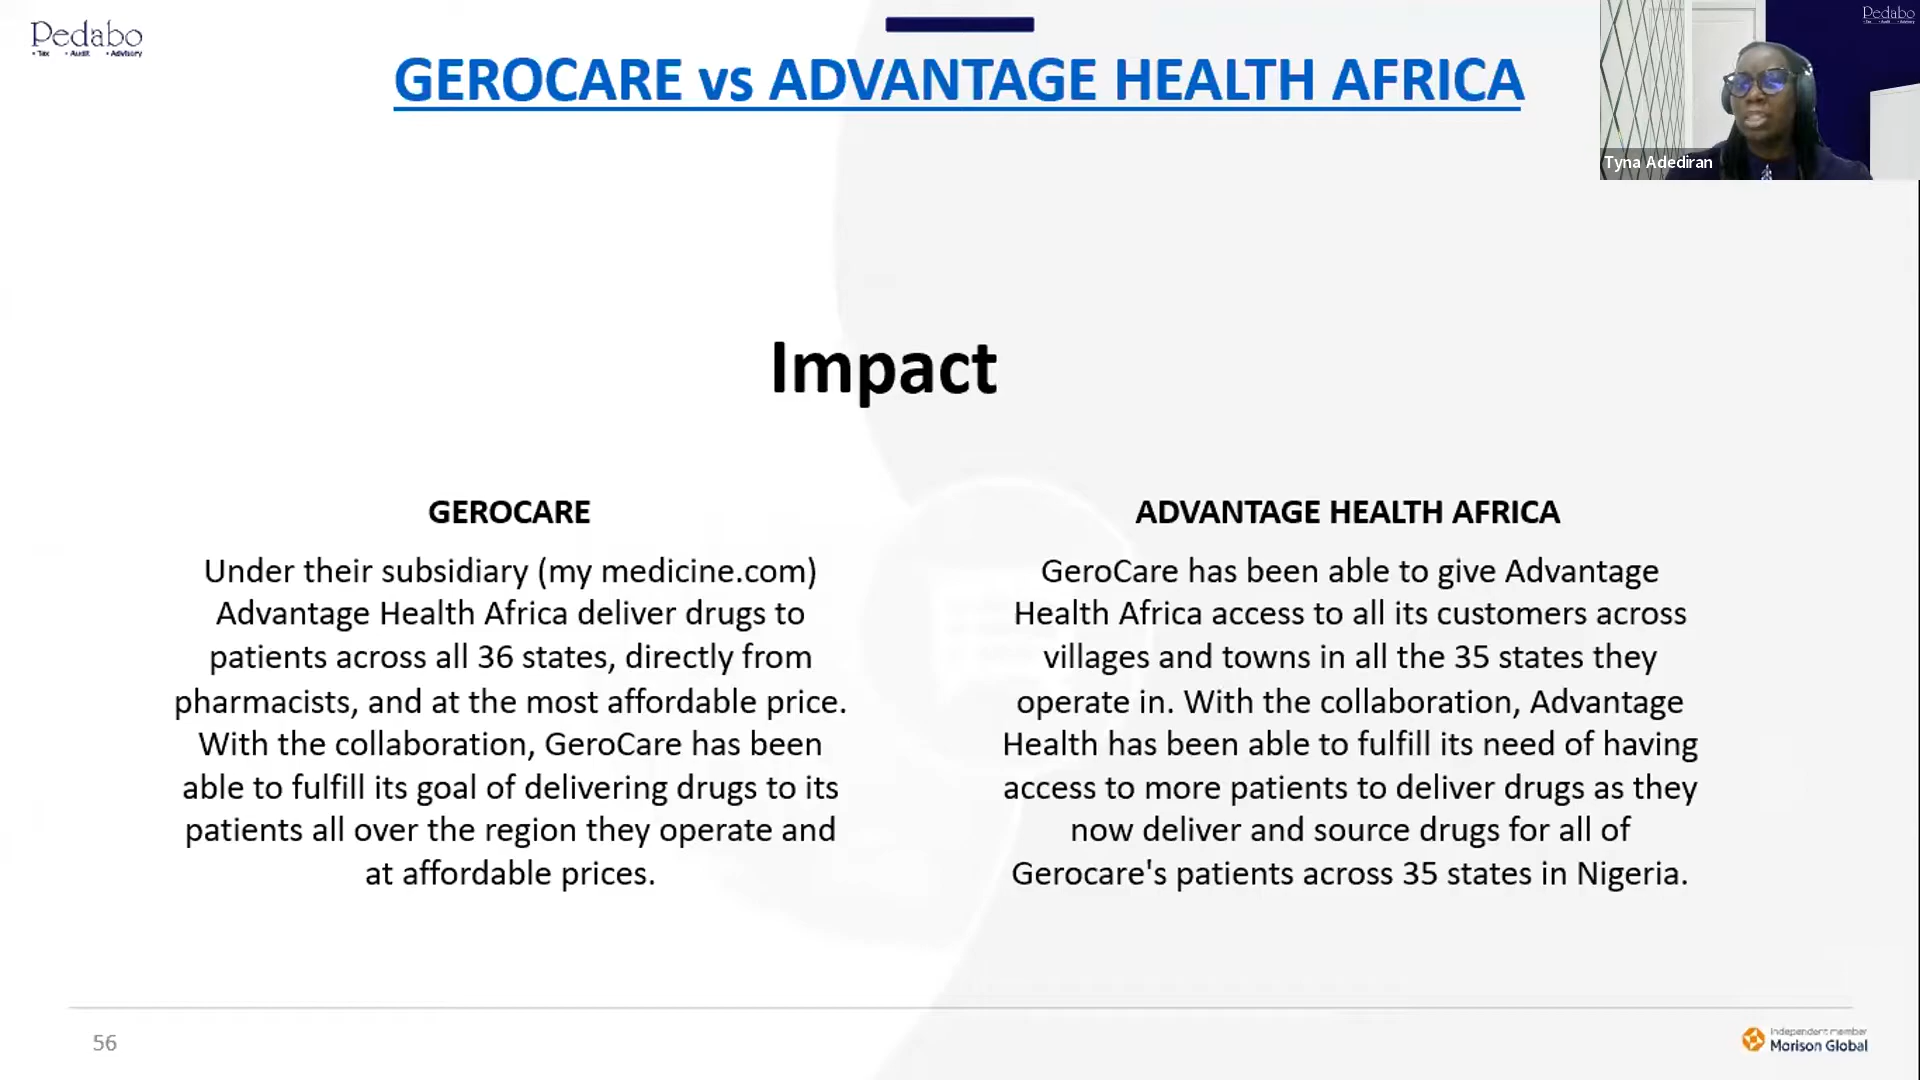 Pedabo
• Tax • Audit • Advisory
GEROCARE vs ADVANTAGE HEALTH AFRICA
Pedabo
Tyna Adediran
Impact
GEROCARE
Under their subsidiary (my medicine.com)
Advantage Health Africa deliver drugs to
patients across all 36 states, directly from
pharmacists, and at the most affordable price.
With the collaboration, GeroCare has been
able to fulfill its goal of delivering drugs to its
patients all over the region they operate and
at affordable prices.
ADVANTAGE HEALTH AFRICA
GeroCare has been able to give Advantage
Health Africa access to all its customers across
villages and towns in all the 35 states they
operate in. With the collaboration, Advantage
Health has been able to fulfill its need of having
access to more patients to deliver drugs as they
now deliver and source drugs for all of
Gerocare's patients across 35 states in Nigeria.
56
Independent member
Morison Global